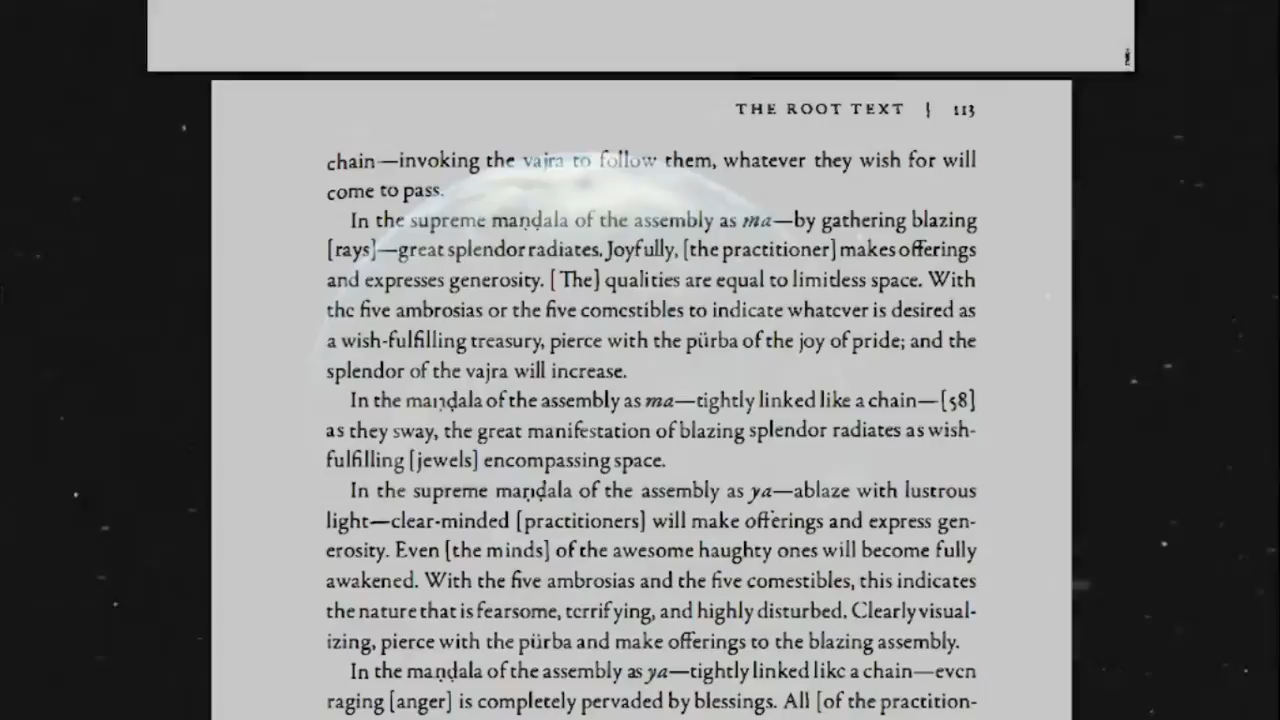 THE ROOT TEXT | 113
chain—invoking the vajra to follow them, whatever they wish for will
come to pass.
In the supreme maṇḍala of the assembly as ma—by gathering blazing
[rays]—great splendor radiates. Joyfully, [the practitioner] makes offerings
and expresses generosity. [The] qualities are equal to limitless space. With
the five ambrosias or the five comestibles to indicate whatever is desired as
a wish-fulfilling treasury, pierce with the pürba of the joy of pride; and the
splendor of the vajra will increase.
In the maṇḍala of the assembly as ma—tightly linked like a chain—[58]
as they sway, the great manifestation of blazing splendor radiates as wish-
fulfilling [jewels] encompassing space.
In the supreme maṇḍala of the assembly as ya—ablaze with lustrous
light—clear-minded [practitioners] will make offerings and express gen-
erosity. Even [the minds] of the awesome haughty ones will become fully
awakened. With the five ambrosias and the five comestibles, this indicates
the nature that is fearsome, terrifying, and highly disturbed. Clearly visual-
izing, pierce with the pürba and make offerings to the blazing assembly.
In the maṇḍala of the assembly as ya—tightly linked like a chain—even
raging [anger] is completely pervaded by blessings. All [of the practition-